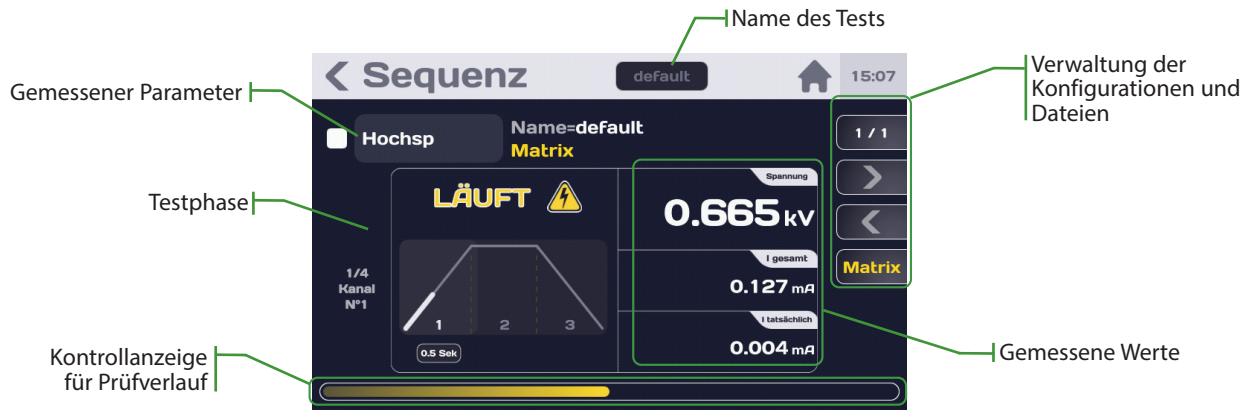 Name des Tests
Sequenz
default
15:07
Verwaltung der
Konfigurationen und
Dateien
Gemessener Parameter
Hochsp
Name=default
Matrix
1 / 1
Testphase
LÄUFT
Spannung
0.665 kV
Matrix
1/4
Kanal
N°1
I gesamt
0.127 mA
1 2 3
I tatsächlich
0.004 mA
0.5 Sek
Gemessene Werte
Kontrollanzeige
für Prüfverlauf